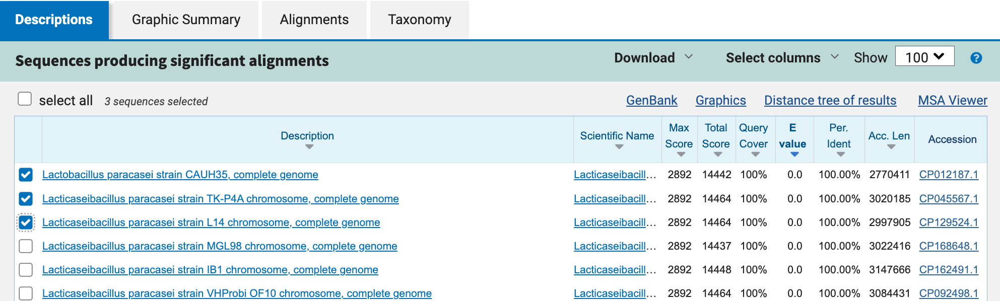 Descriptions Graphic Summary Alignments Taxonomy
Sequences producing significant alignments Download Select columns Show 100 ?
select all 3 sequences selected GenBank Graphics Distance tree of results MSA Viewer
Description Scientific Name Max Score Total Score Query Cover E value Per. Ident Acc. Len Accession
Lactobacillus paracasei strain CAUH35, complete genome Lacticaseibacill... 2892 14442 100% 0.0 100.00% 2770411 CP012187.1
Lacticaseibacillus paracasei strain TK-P4A chromosome, complete genome Lacticaseibacill... 2892 14464 100% 0.0 100.00% 3020185 CP045567.1
Lacticaseibacillus paracasei strain L14 chromosome, complete genome Lacticaseibacill... 2892 14464 100% 0.0 100.00% 2997905 CP129524.1
Lacticaseibacillus paracasei strain MGL98 chromosome, complete genome Lacticaseibacill... 2892 14437 100% 0.0 100.00% 3022416 CP168648.1
Lacticaseibacillus paracasei strain IB1 chromosome, complete genome Lacticaseibacill... 2892 14448 100% 0.0 100.00% 3147666 CP162491.1
Lacticaseibacillus paracasei strain VHProbi OF10 chromosome, complete genome Lacticaseibacill... 2892 14464 100% 0.0 100.00% 3084431 CP092498.1